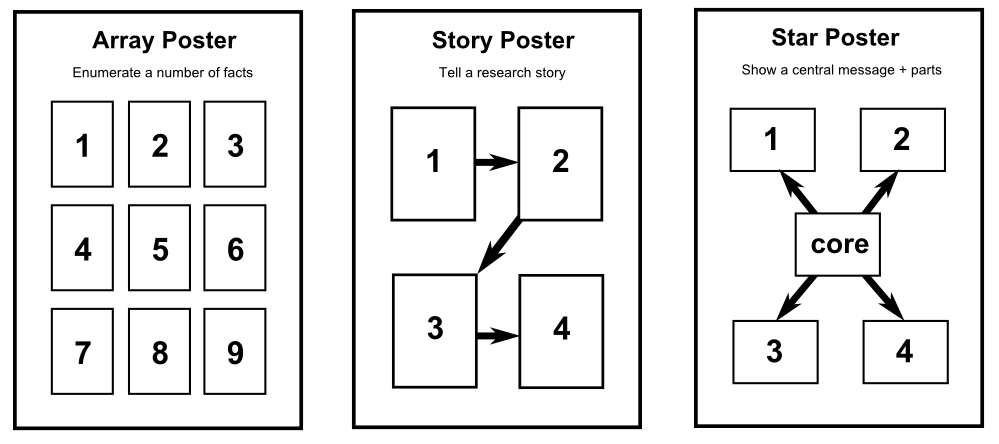 Array Poster
Enumerate a number of facts
1 2 3
4 5 6
7 8 9
Story Poster
Tell a research story
1 2
3 4
Star Poster
Show a central message + parts
1 2
core
3 4